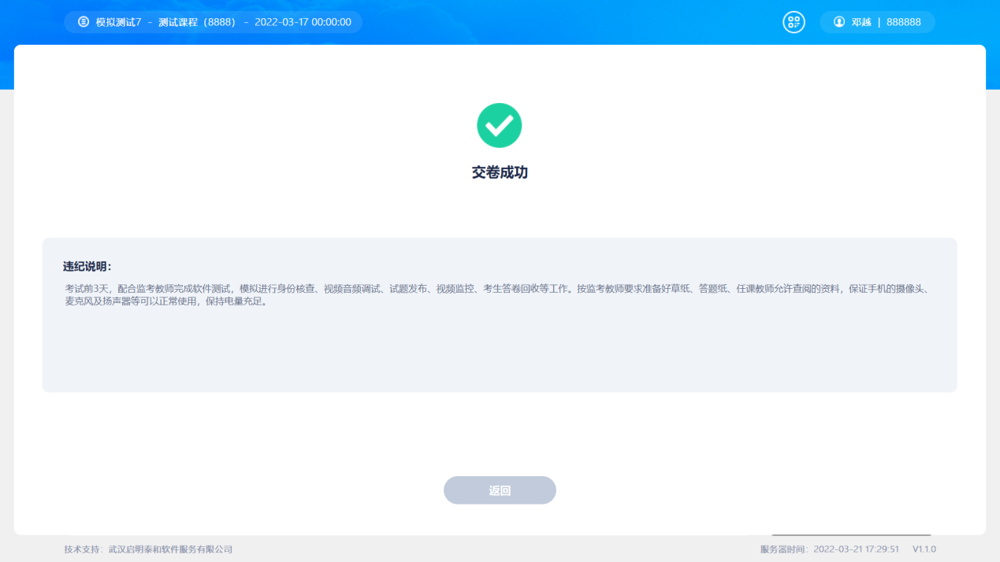 模拟测试7 - 测试课程（8888） - 2022-03-17 00:00:00
邓越 | 888888
交卷成功
违纪说明：
考试前3天，配合监考教师完成软件测试，模拟进行身份核查、视频音频调试、试题发布、视频监控、考生答卷回收等工作。按监考教师要求准备好草纸、答题纸、任课教师允许查阅的资料，保证手机的摄像头、
麦克风及扬声器等可以正常使用，保持电量充足。
返回
技术支持：武汉启明泰和软件服务有限公司
服务器时间：2022-03-21 17:29:51 V1.1.0